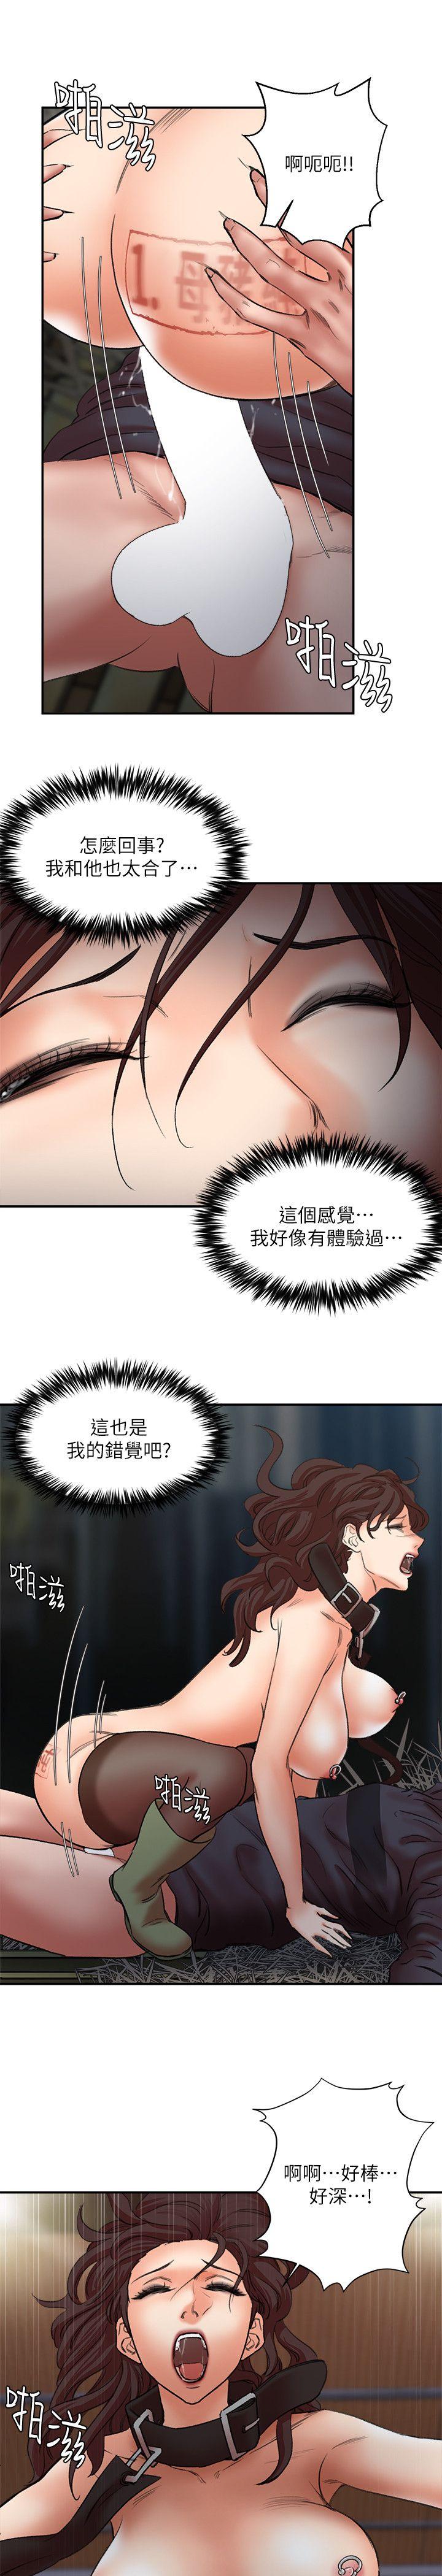 啪滋
啊呃呃!!
1.母
啪滋
怎麼回事?
我和他也太合了…
這個感覺…
我好像有體驗過…
這也是
我的錯覺吧?
啪滋
啪滋
啊啊…好棒…
好深…!
啪滋